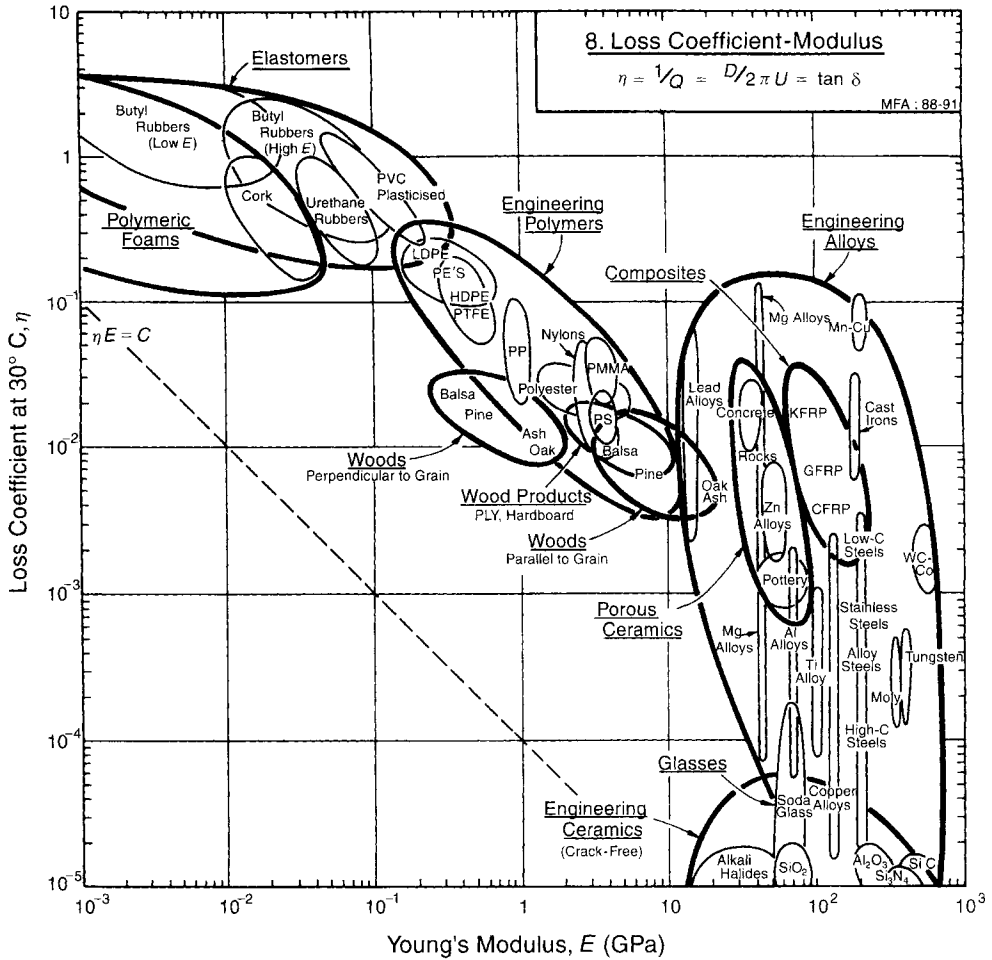 8. Loss Coefficient-Modulus
η = 1/Q = D/2πU = tan δ
MFA : 88-91
Loss Coefficient at 30° C, η
10
1
10⁻¹
10⁻²
10⁻³
10⁻⁴
10⁻⁵
Elastomers
Butyl
Rubbers
(Low E)
Butyl
Rubbers
(High E)
Cork
Urethane
Rubbers
PVC
Plasticised
Polymeric
Foams
Engineering
Polymers
LDPE
PE'S
HDPE
PTFE
PP
Nylons
PMMA
Polyester
PS
ηE = C
Balsa
Pine
Ash
Oak
Woods
Perpendicular to Grain
Balsa
Pine
Oak
Ash
Wood Products
PLY, Hardboard
Woods
Parallel to Grain
Engineering
Alloys
Composites
Mg Alloys
Mn-Cu
Lead
Alloys
Concrete
KFRP
Cast
Irons
Rocks
GFRP
CFRP
Zn
Alloys
Low-C
Steels
WC-
Co
Pottery
Porous
Ceramics
Mg
Alloys
Al
Alloys
Ti
Alloy
Stainless
Steels
Alloy
Steels
Tungsten
Moly
High-C
Steels
Glasses
Soda
Glass
Copper
Alloys
Engineering
Ceramics
(Crack-Free)
Alkali
Halides
SiO₂
Al₂O₃
Si₃N₄
Si C
10⁻³
10⁻²
10⁻¹
1
10
10²
10³
Young's Modulus, E (GPa)